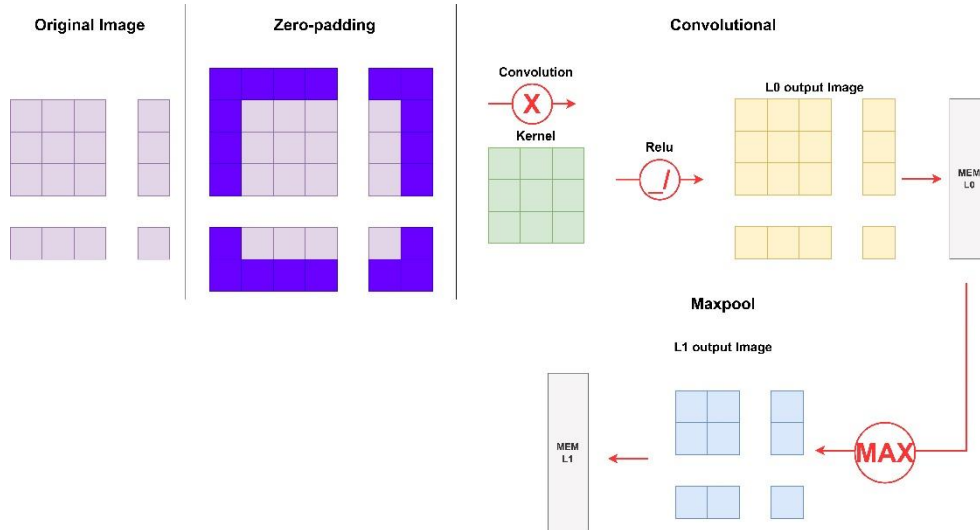 Original Image
Zero-padding
Convolutional
Convolution
X
Kernel
Relu
L0 output Image
MEM
L0
Maxpool
L1 output Image
MAX
MEM
L1